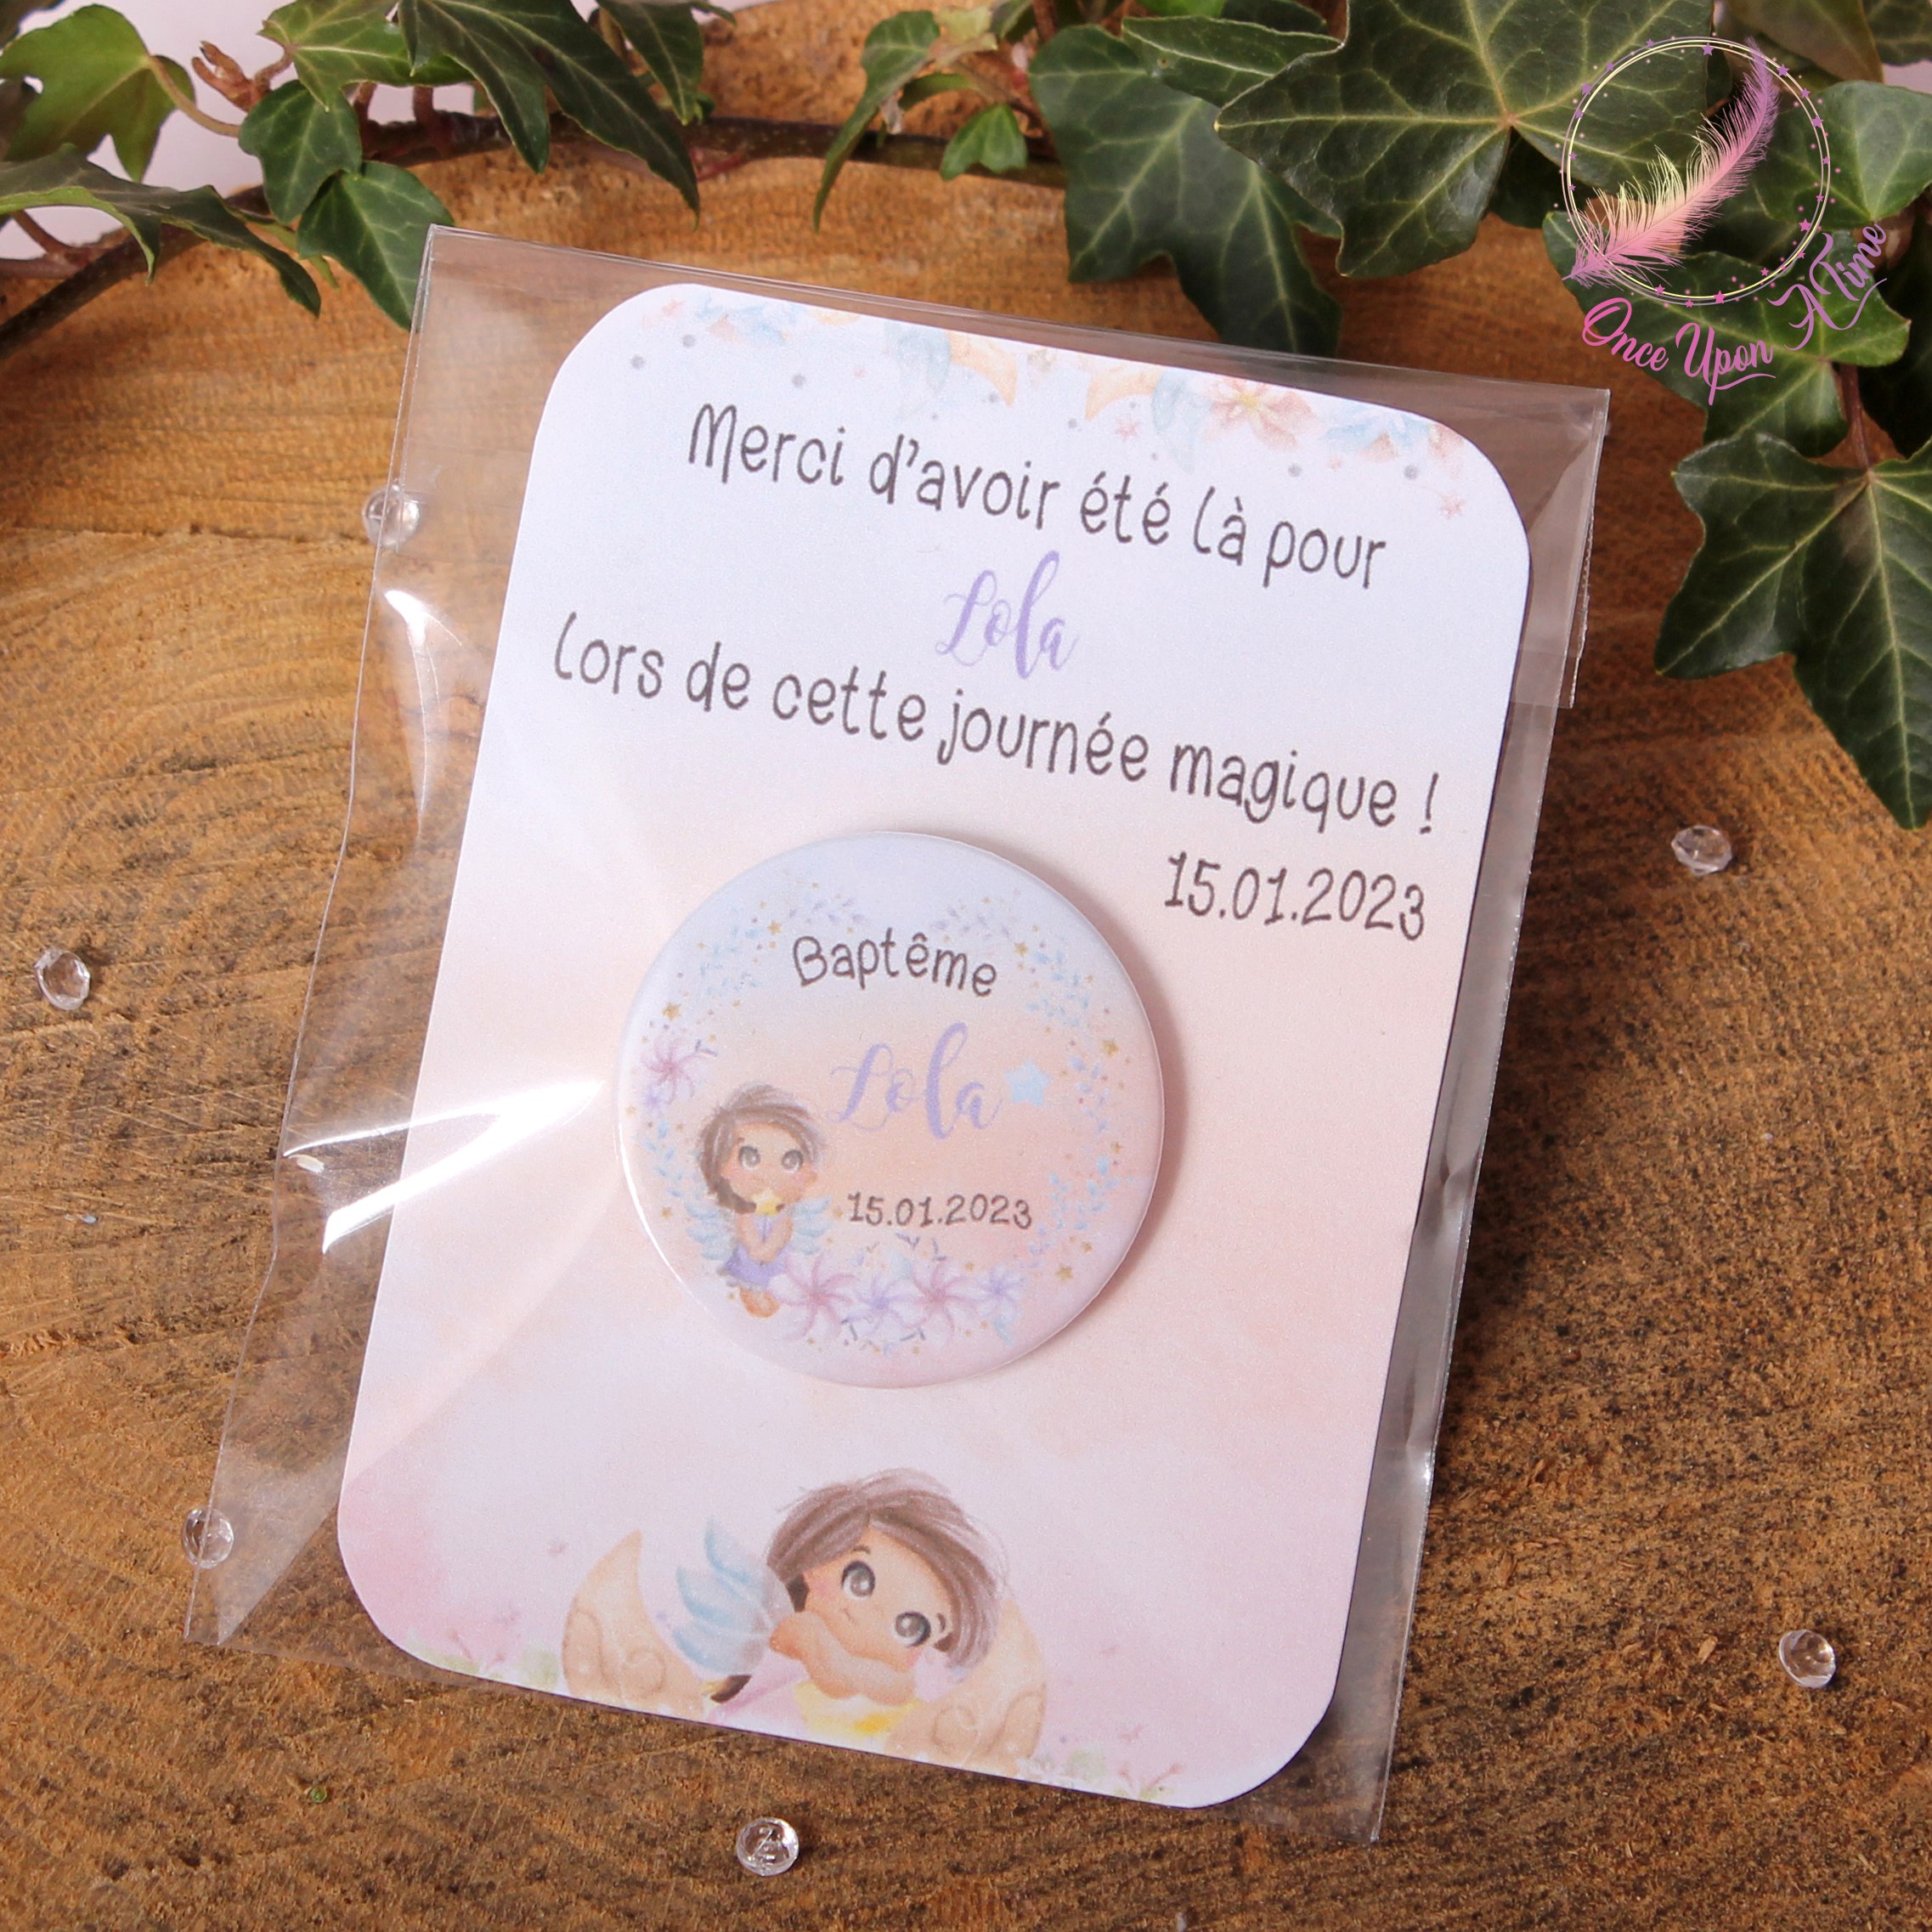 Once Upon A Time
Merci d'avoir été là pour
Lola
Lors de cette journée magique !
15.01.2023
Baptême
Lola
15.01.2023